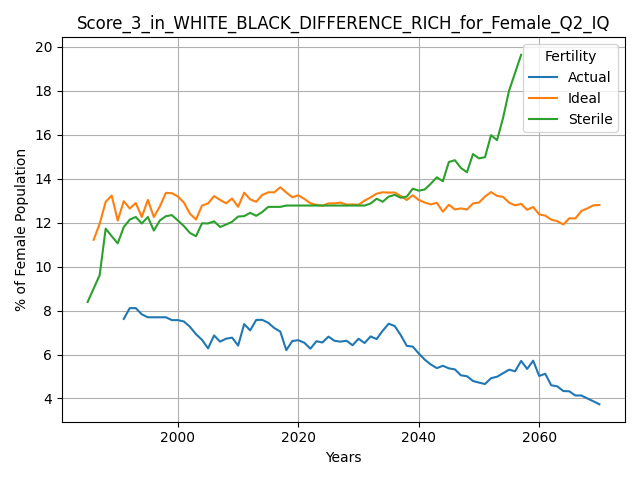 Score_3_in_WHITE_BLACK_DIFFERENCE_RICH_for_Female_Q2_IQ
Fertility
Actual
Ideal
Sterile
% of Female Population
20
18
16
14
12
10
8
6
4
2000
2020
2040
2060
Years